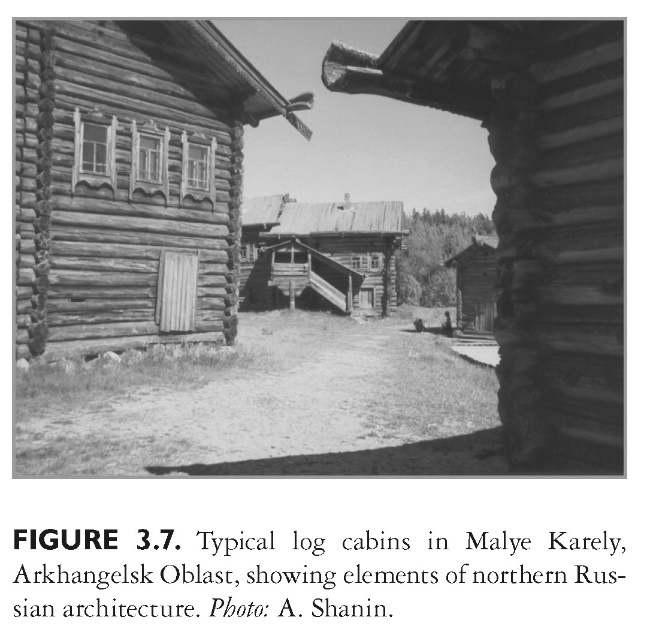 FIGURE 3.7. Typical log cabins in Malye Karely,
Arkhangelsk Oblast, showing elements of northern Rus-
sian architecture. Photo: A. Shanin.